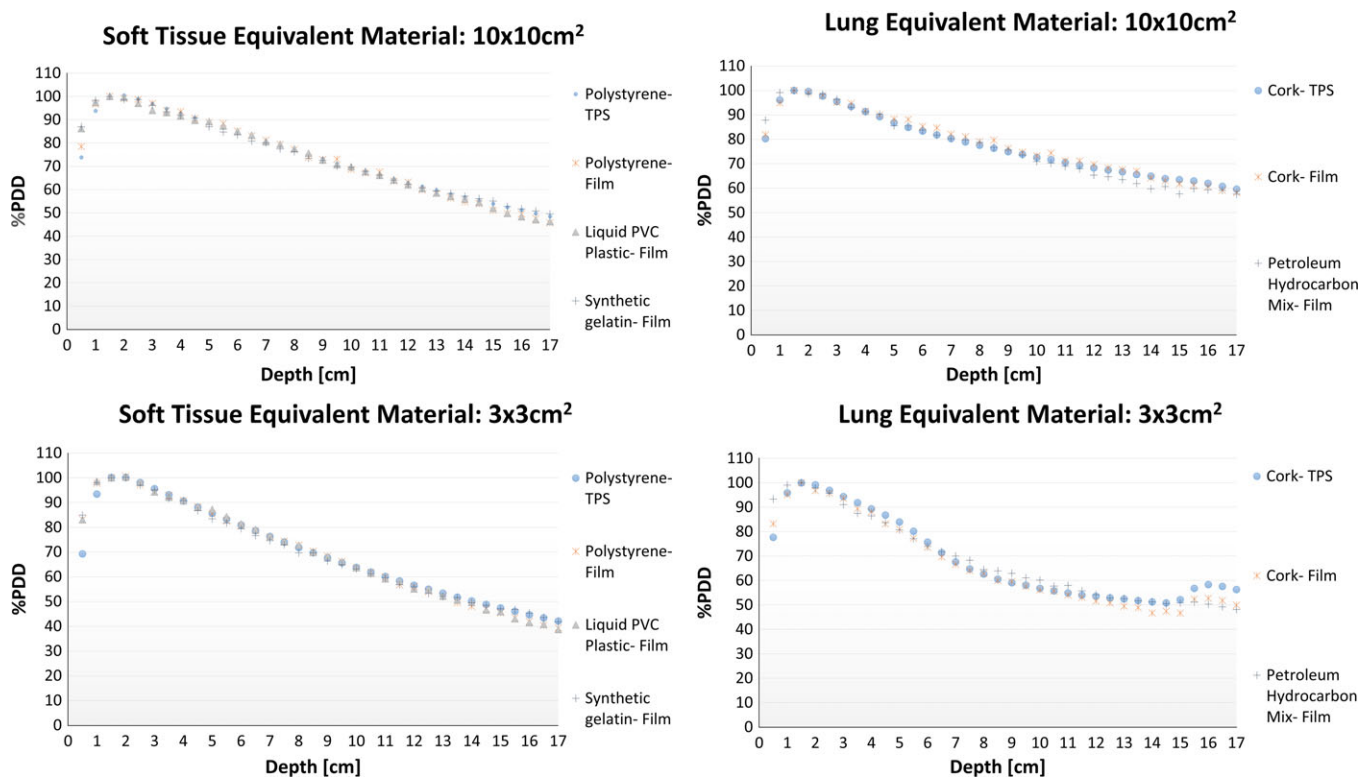 Soft Tissue Equivalent Material: 10x10cm²
110
100
90
80
70
60
50
40
30
20
10
0
%PDD
0 1 2 3 4 5 6 7 8 9 10 11 12 13 14 15 16 17
Depth [cm]
Polystyrene-
TPS
Polystyrene-
Film
Liquid PVC
Plastic- Film
Synthetic
gelatin- Film
Lung Equivalent Material: 10x10cm²
110
100
90
80
70
60
50
40
30
20
10
0
%PDD
0 1 2 3 4 5 6 7 8 9 10 11 12 13 14 15 16 17
Depth [cm]
Cork- TPS
Cork- Film
Petroleum
Hydrocarbon
Mix- Film
Soft Tissue Equivalent Material: 3x3cm²
110
100
90
80
70
60
50
40
30
20
10
0
%PDD
0 1 2 3 4 5 6 7 8 9 10 11 12 13 14 15 16 17
Depth [cm]
Polystyrene-
TPS
Polystyrene-
Film
Liquid PVC
Plastic- Film
Synthetic
gelatin- Film
Lung Equivalent Material: 3x3cm²
110
100
90
80
70
60
50
40
30
20
10
0
%PDD
0 1 2 3 4 5 6 7 8 9 10 11 12 13 14 15 16 17
Depth [cm]
Cork- TPS
Cork- Film
Petroleum
Hydrocarbon
Mix- Film